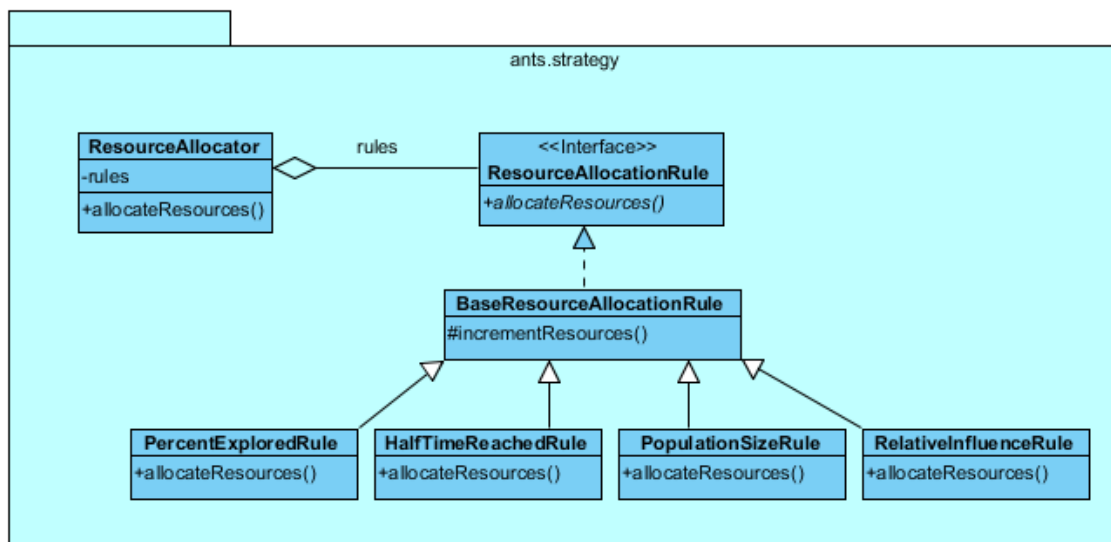 ants.strategy
ResourceAllocator
-rules
+allocateResources()
rules
<<Interface>>
ResourceAllocationRule
+allocateResources()
BaseResourceAllocationRule
#incrementResources()
PercentExploredRule
+allocateResources()
HalfTimeReachedRule
+allocateResources()
PopulationSizeRule
+allocateResources()
RelativeInfluenceRule
+allocateResources()